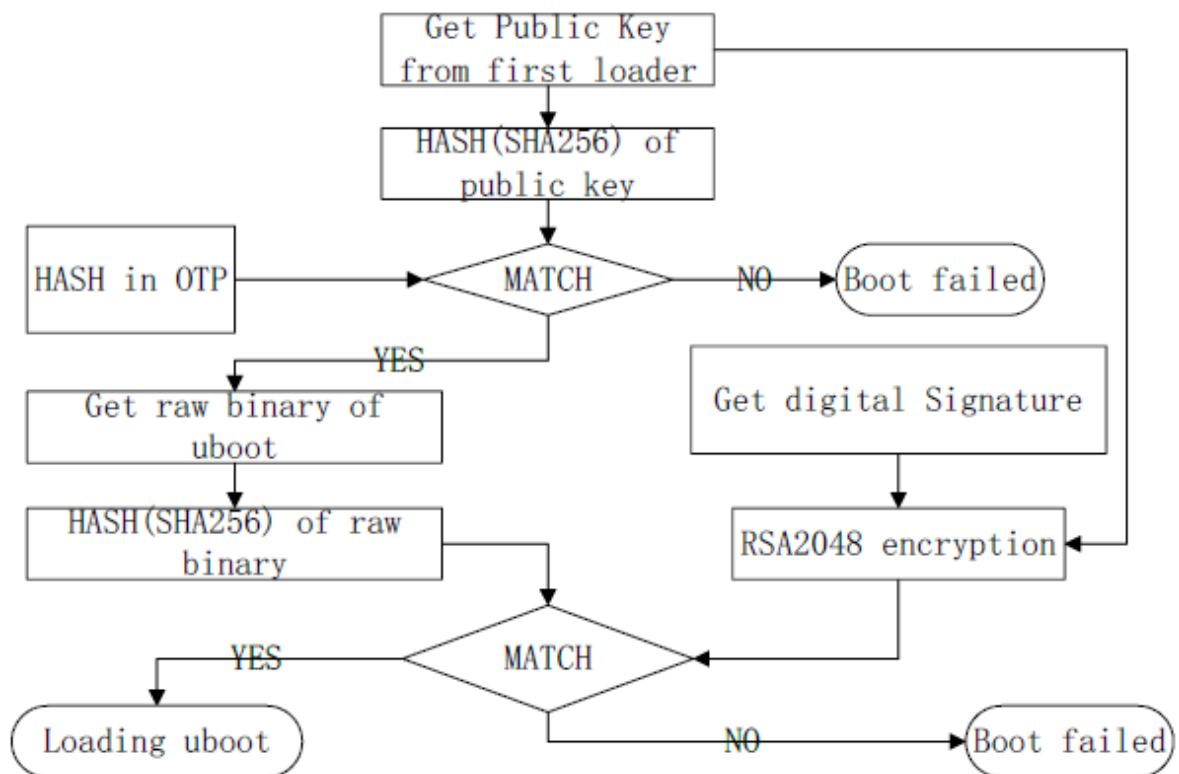 Get Public Key
from first loader
HASH(SHA256) of
public key
HASH in OTP
MATCH
NO
Boot failed
YES
Get raw binary of
uboot
Get digital Signature
HASH(SHA256) of raw
binary
RSA2048 encryption
YES
MATCH
Loading uboot
NO
Boot failed